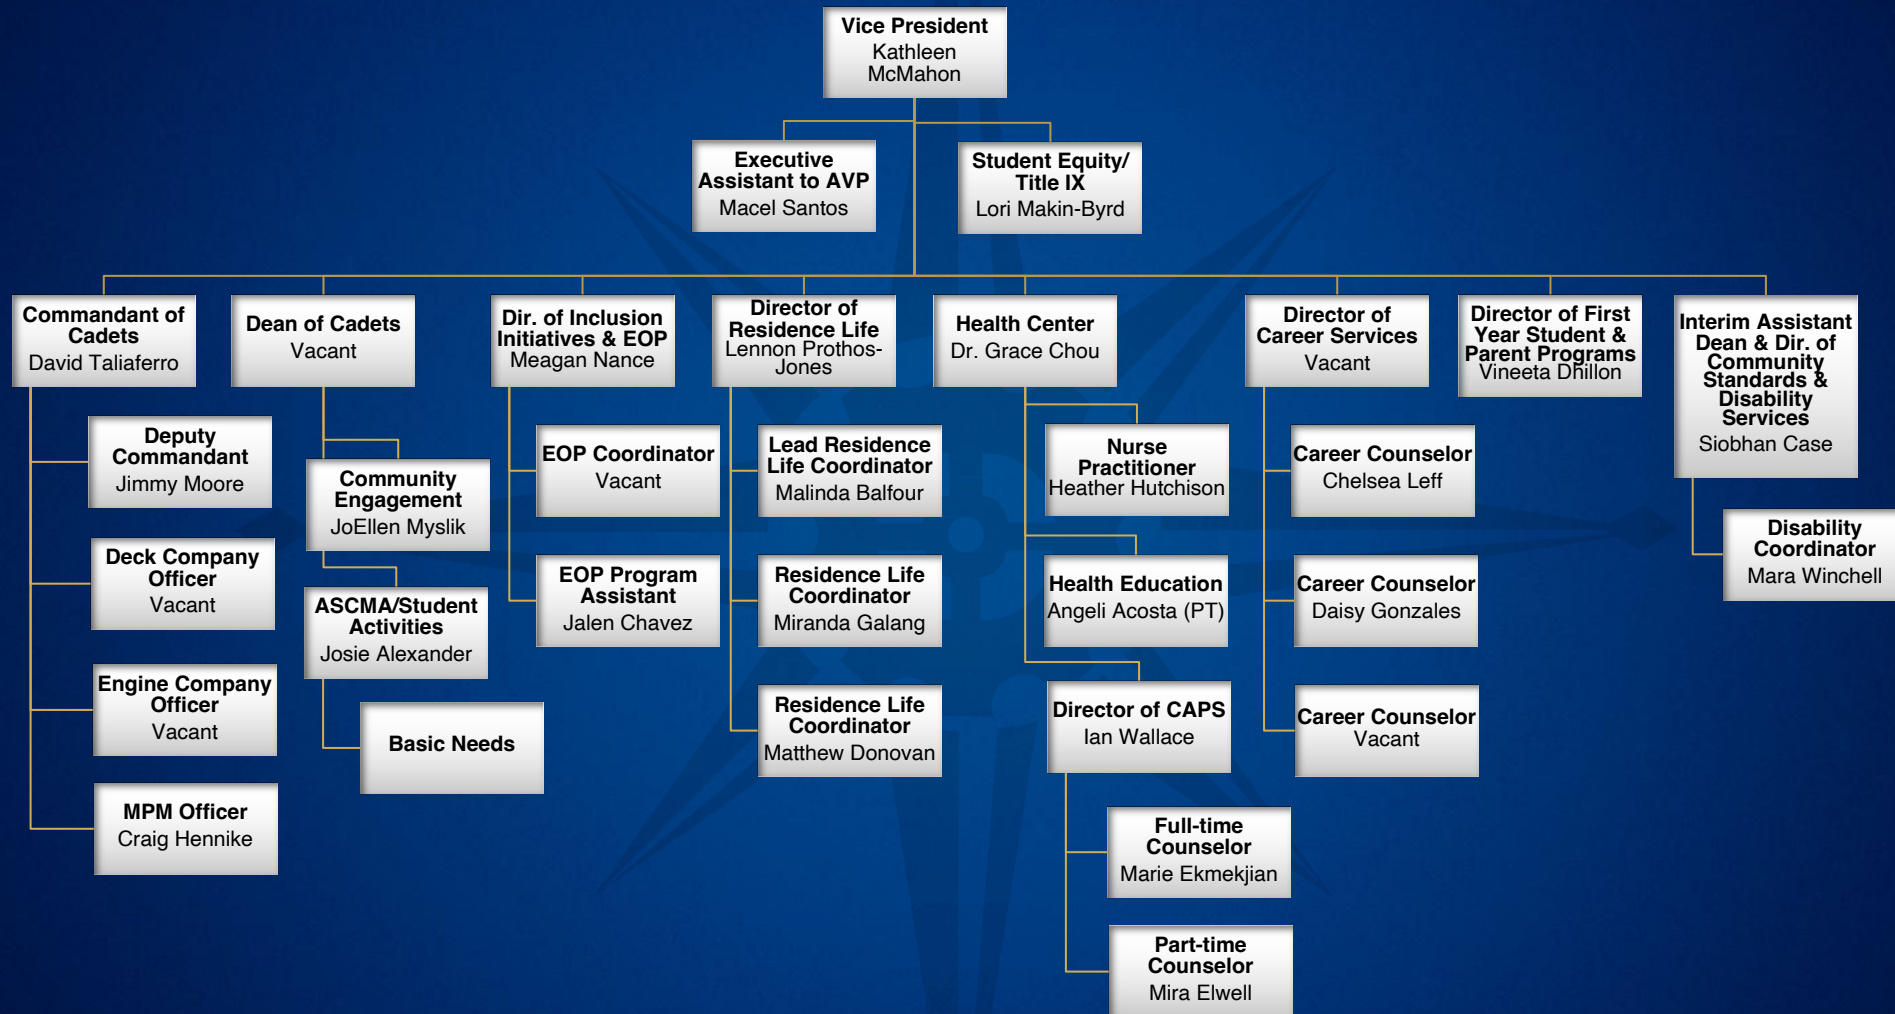 Vice President
Kathleen
McMahon
Executive
Assistant to AVP
Macel Santos
Student Equity/
Title IX
Lori Makin-Byrd
Commandant of
Cadets
David Taliaferro
Dean of Cadets
Vacant
Dir. of Inclusion
Initiatives & EOP
Meagan Nance
Director of
Residence Life
Lennon Prothos-
Jones
Health Center
Dr. Grace Chou
Director of
Career Services
Vacant
Director of First
Year Student &
Parent Programs
Vineeta Dhillon
Interim Assistant
Dean & Dir. of
Community
Standards &
Disability
Services
Siobhan Case
Deputy
Commandant
Jimmy Moore
Deck Company
Officer
Vacant
Engine Company
Officer
Vacant
MPM Officer
Craig Hennike
Community
Engagement
JoEllen Myslik
ASCMA/Student
Activities
Josie Alexander
Basic Needs
EOP Coordinator
Vacant
EOP Program
Assistant
Jalen Chavez
Lead Residence
Life Coordinator
Malinda Balfour
Residence Life
Coordinator
Miranda Galang
Residence Life
Coordinator
Matthew Donovan
Nurse
Practitioner
Heather Hutchison
Health Education
Angeli Acosta (PT)
Director of CAPS
Ian Wallace
Full-time
Counselor
Marie Ekmekjian
Part-time
Counselor
Mira Elwell
Career Counselor
Chelsea Leff
Career Counselor
Daisy Gonzales
Career Counselor
Vacant
Disability
Coordinator
Mara Winchell